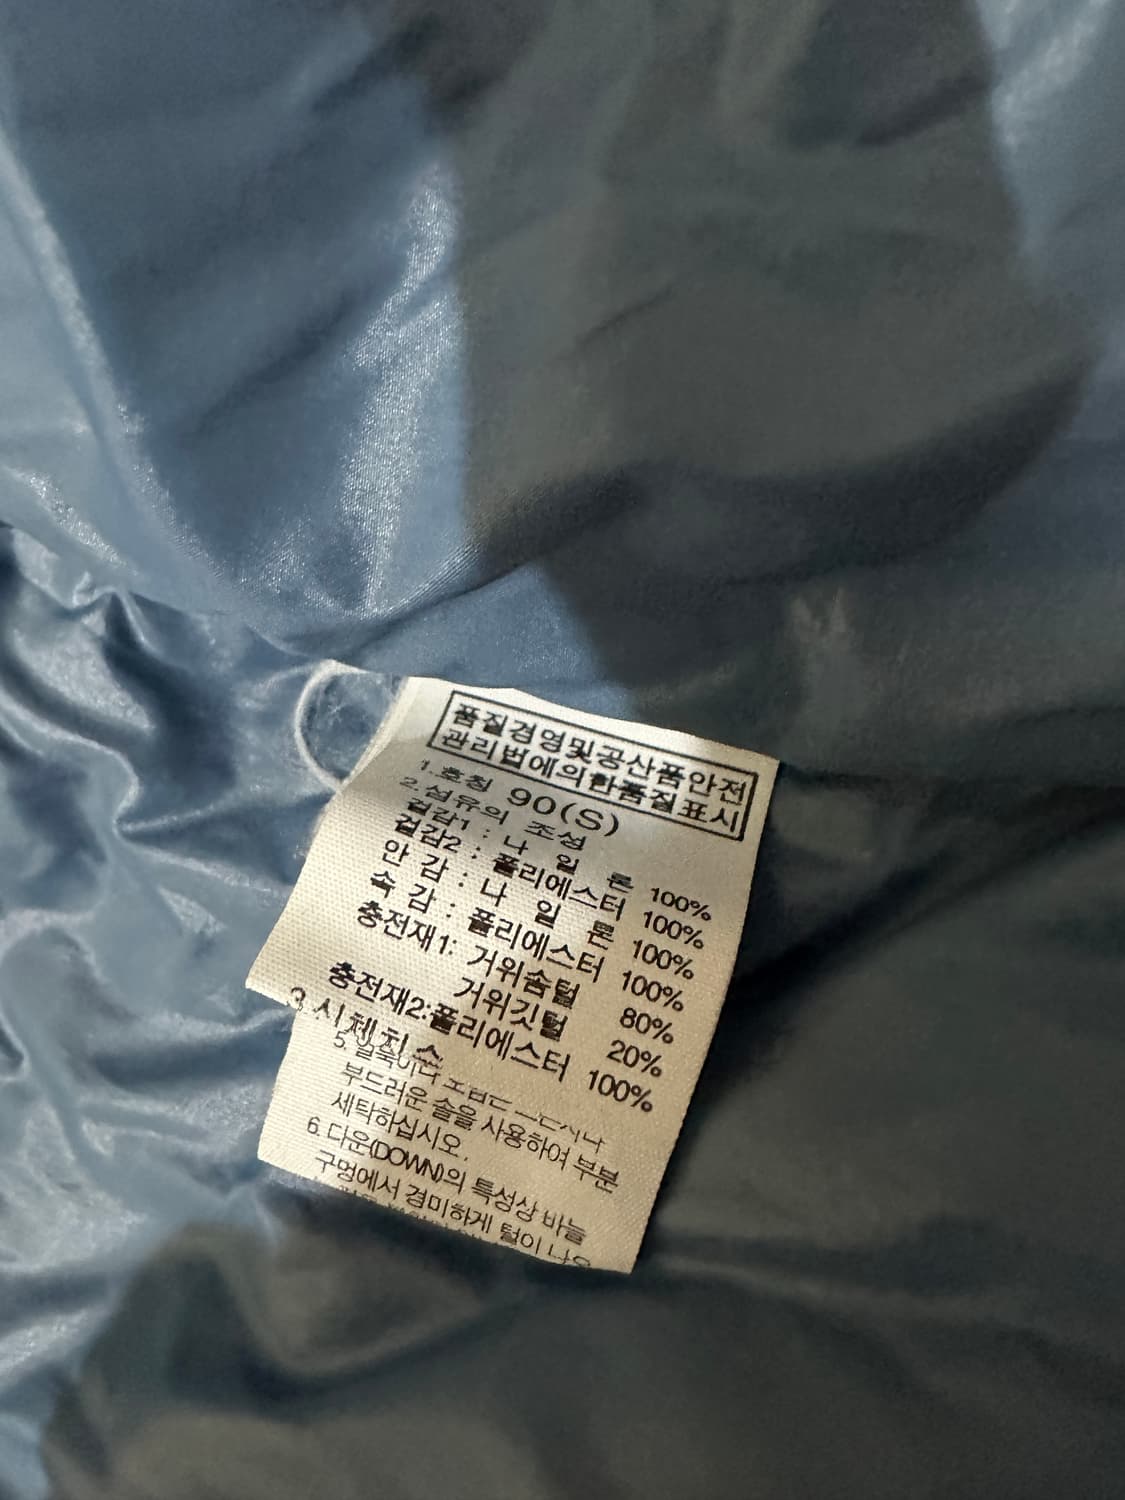 품질경영및공산품안전
관리법에의한품질표시
1.호칭 90(S)
2.섬유의 조성
겉감1 : 나 일 론 100%
겉감2 : 폴리에스터 100%
안 감 : 나 일 론 100%
속 감 : 폴리에스터 100%
충전재1: 거위솜털 80%
거위깃털 20%
충전재2:폴리에스터 100%
3.시체치수
5.얼룩이나
부드러운 솔을 사용하여 부분
세탁하십시오.
6.다운(DOWN)의 특성상 바늘
구멍에서 경미하게 털이